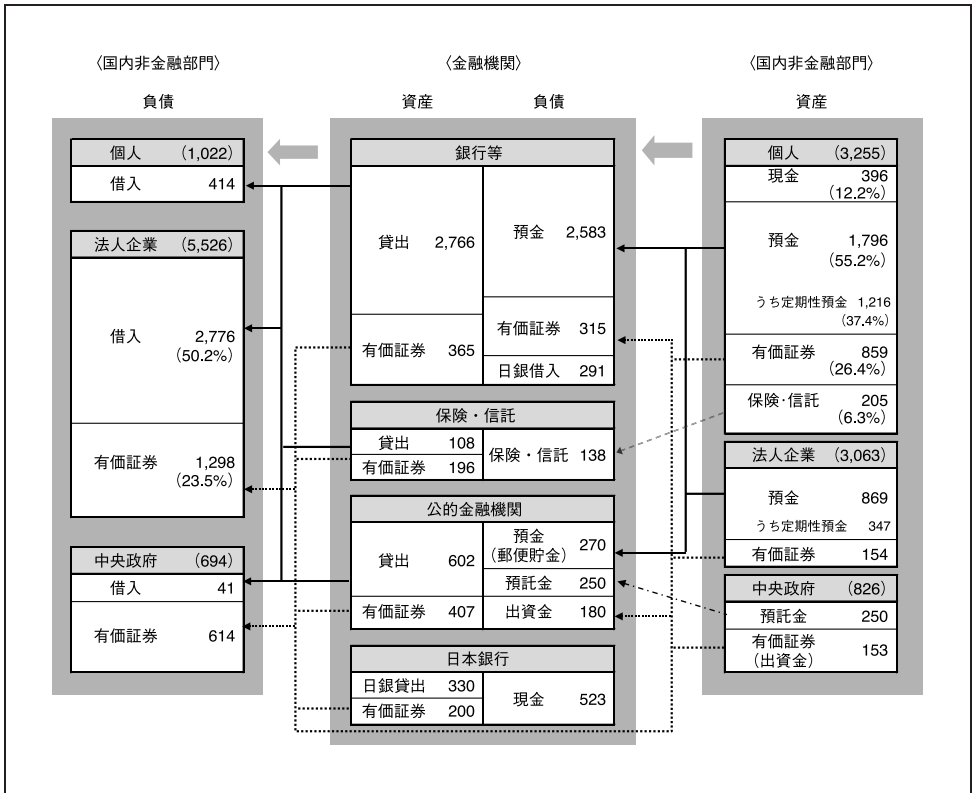 〈国内非金融部門〉
負債
個人 （1,022）
借入 414
法人企業 （5,526）
借入 2,776
（50.2%）
有価証券 1,298
（23.5%）
中央政府 （694）
借入 41
有価証券 614
〈金融機関〉
資産 負債
銀行等
貸出 2,766
有価証券 365
預金 2,583
有価証券 315
日銀借入 291
保険・信託
貸出 108
有価証券 196
保険・信託 138
公的金融機関
貸出 602
有価証券 407
預金
（郵便貯金） 270
預託金 250
出資金 180
日本銀行
日銀貸出 330
有価証券 200
現金 523
〈国内非金融部門〉
資産
個人 （3,255）
現金 396
（12.2%）
預金 1,796
（55.2%）
うち定期性預金 1,216
（37.4%）
有価証券 859
（26.4%）
保険・信託 205
（6.3%）
法人企業 （3,063）
預金 869
うち定期性預金 347
有価証券 154
中央政府 （826）
預託金 250
有価証券
（出資金） 153